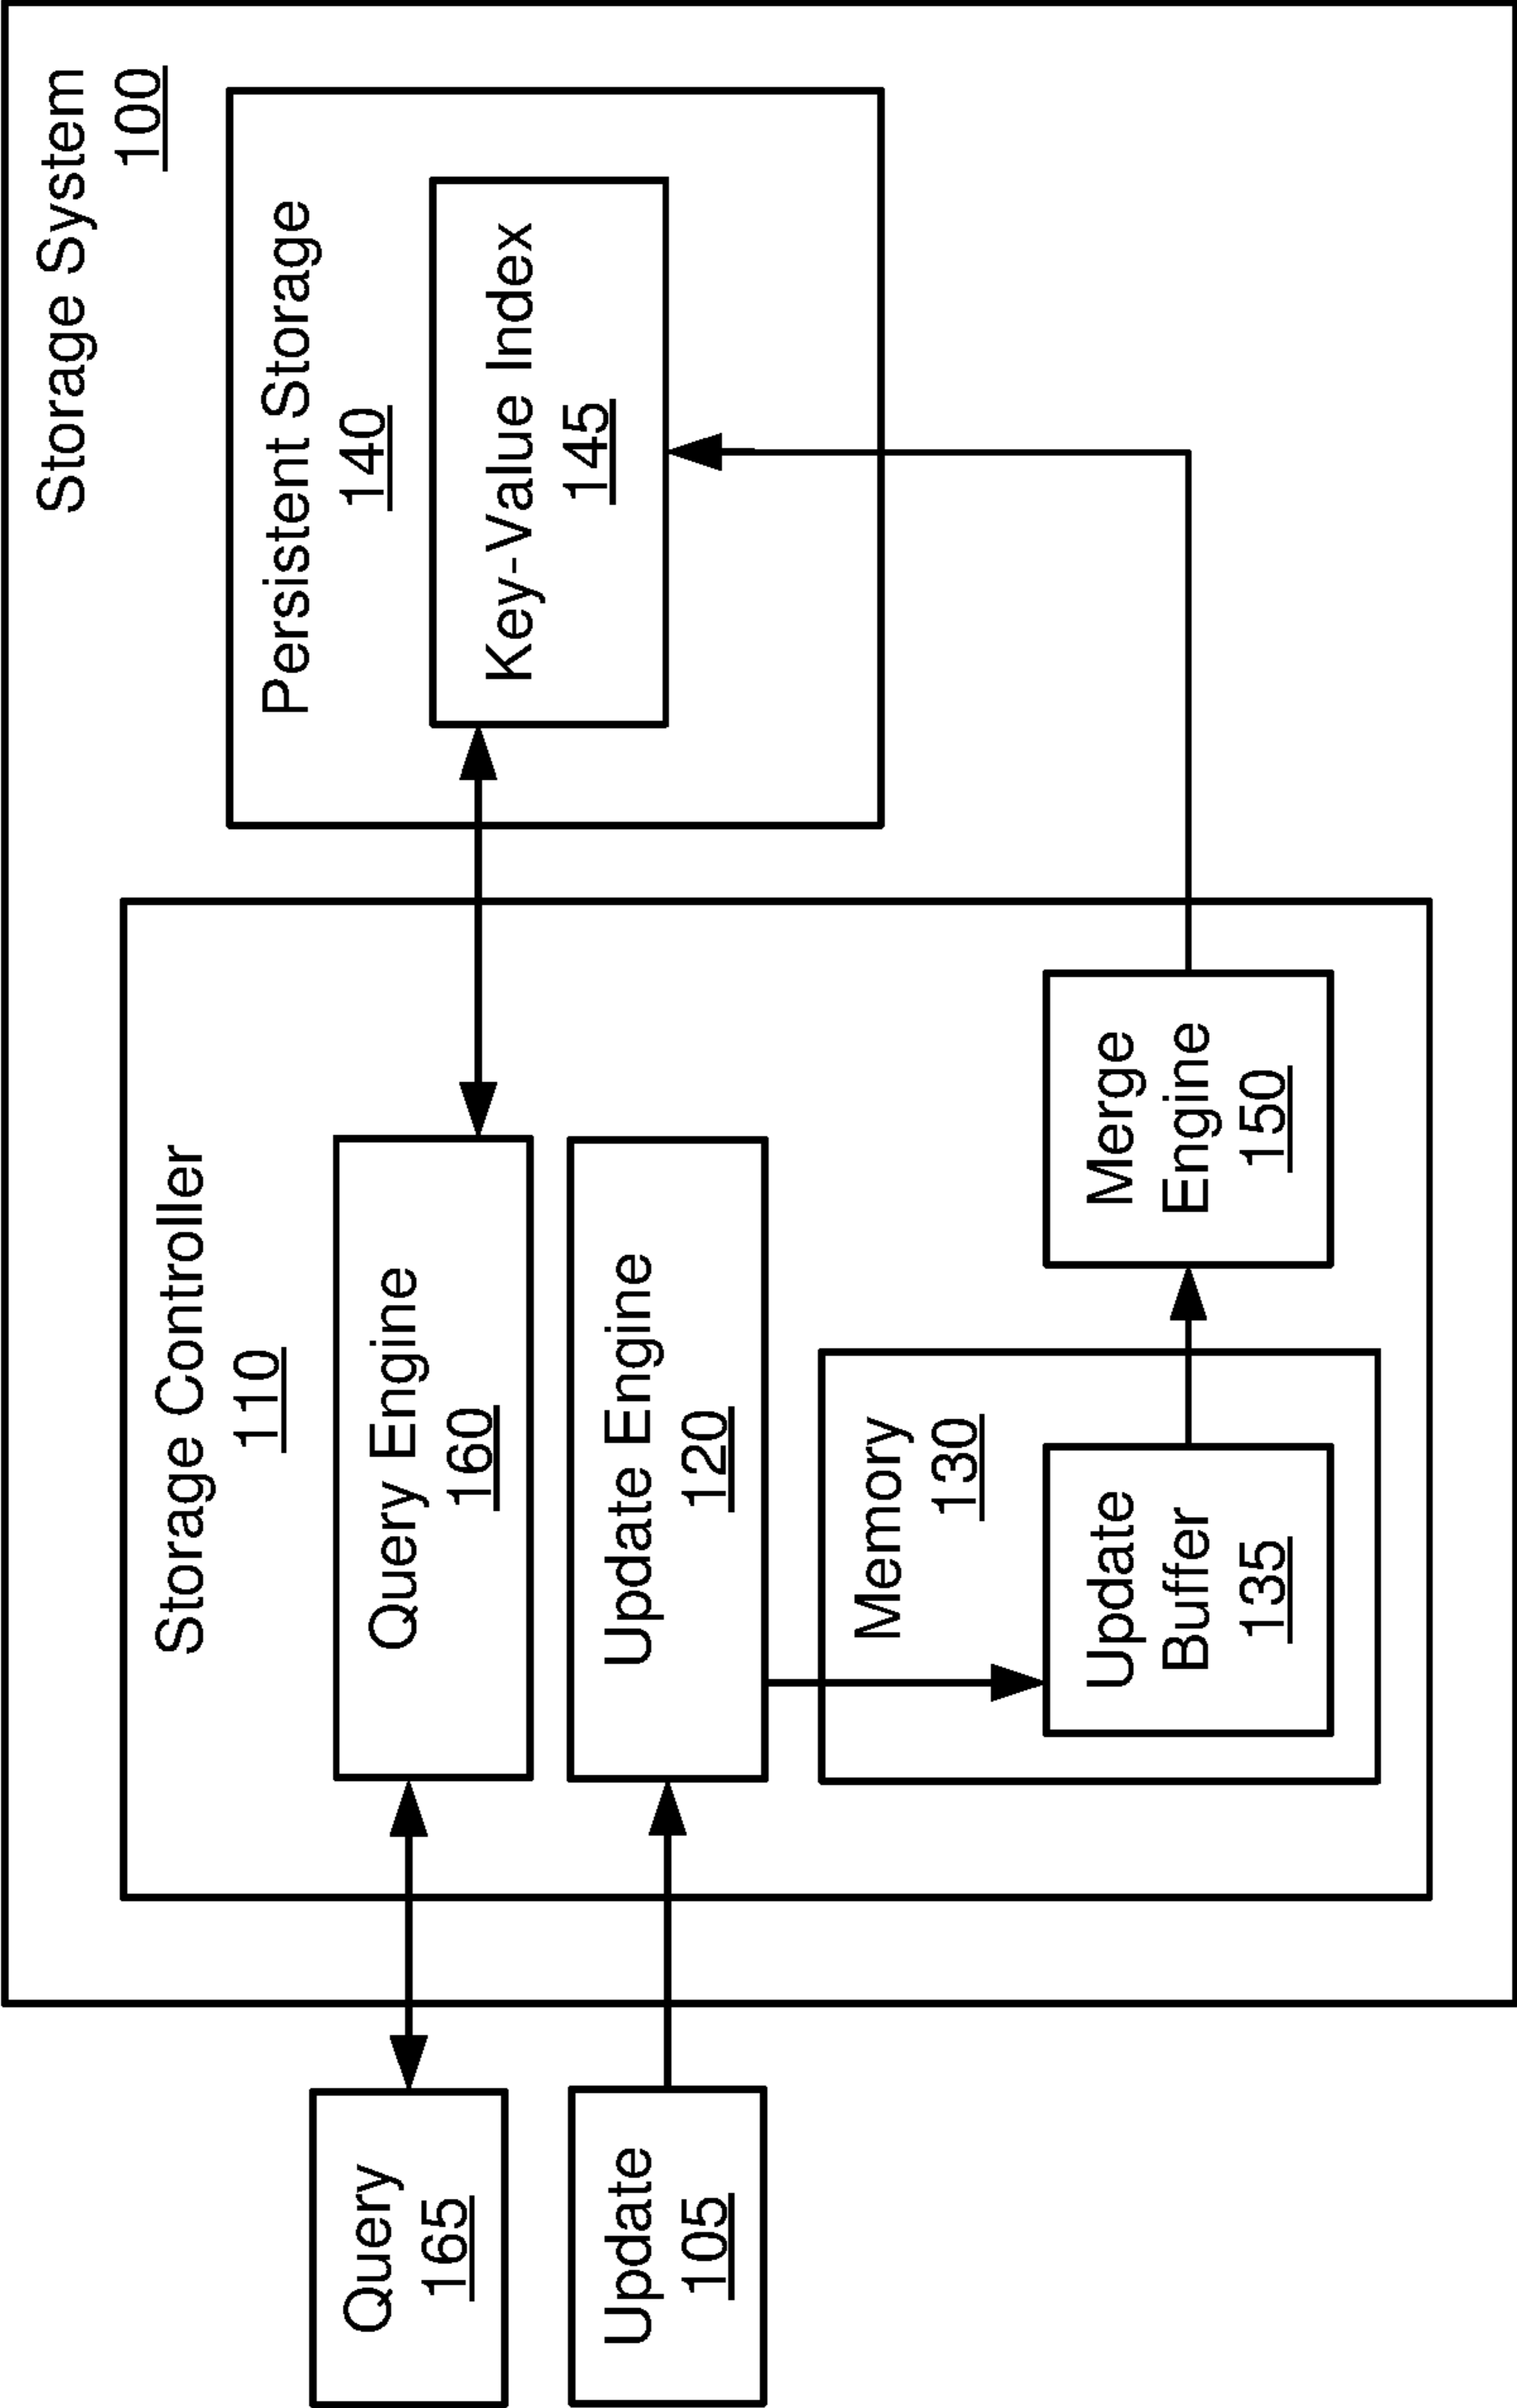 Storage System
100
Storage Controller
110
Persistent Storage
140
Query
165
Query Engine
160
Key-Value Index
145
Update
105
Update Engine
120
Memory
130
Update
Buffer
135
Merge
Engine
150